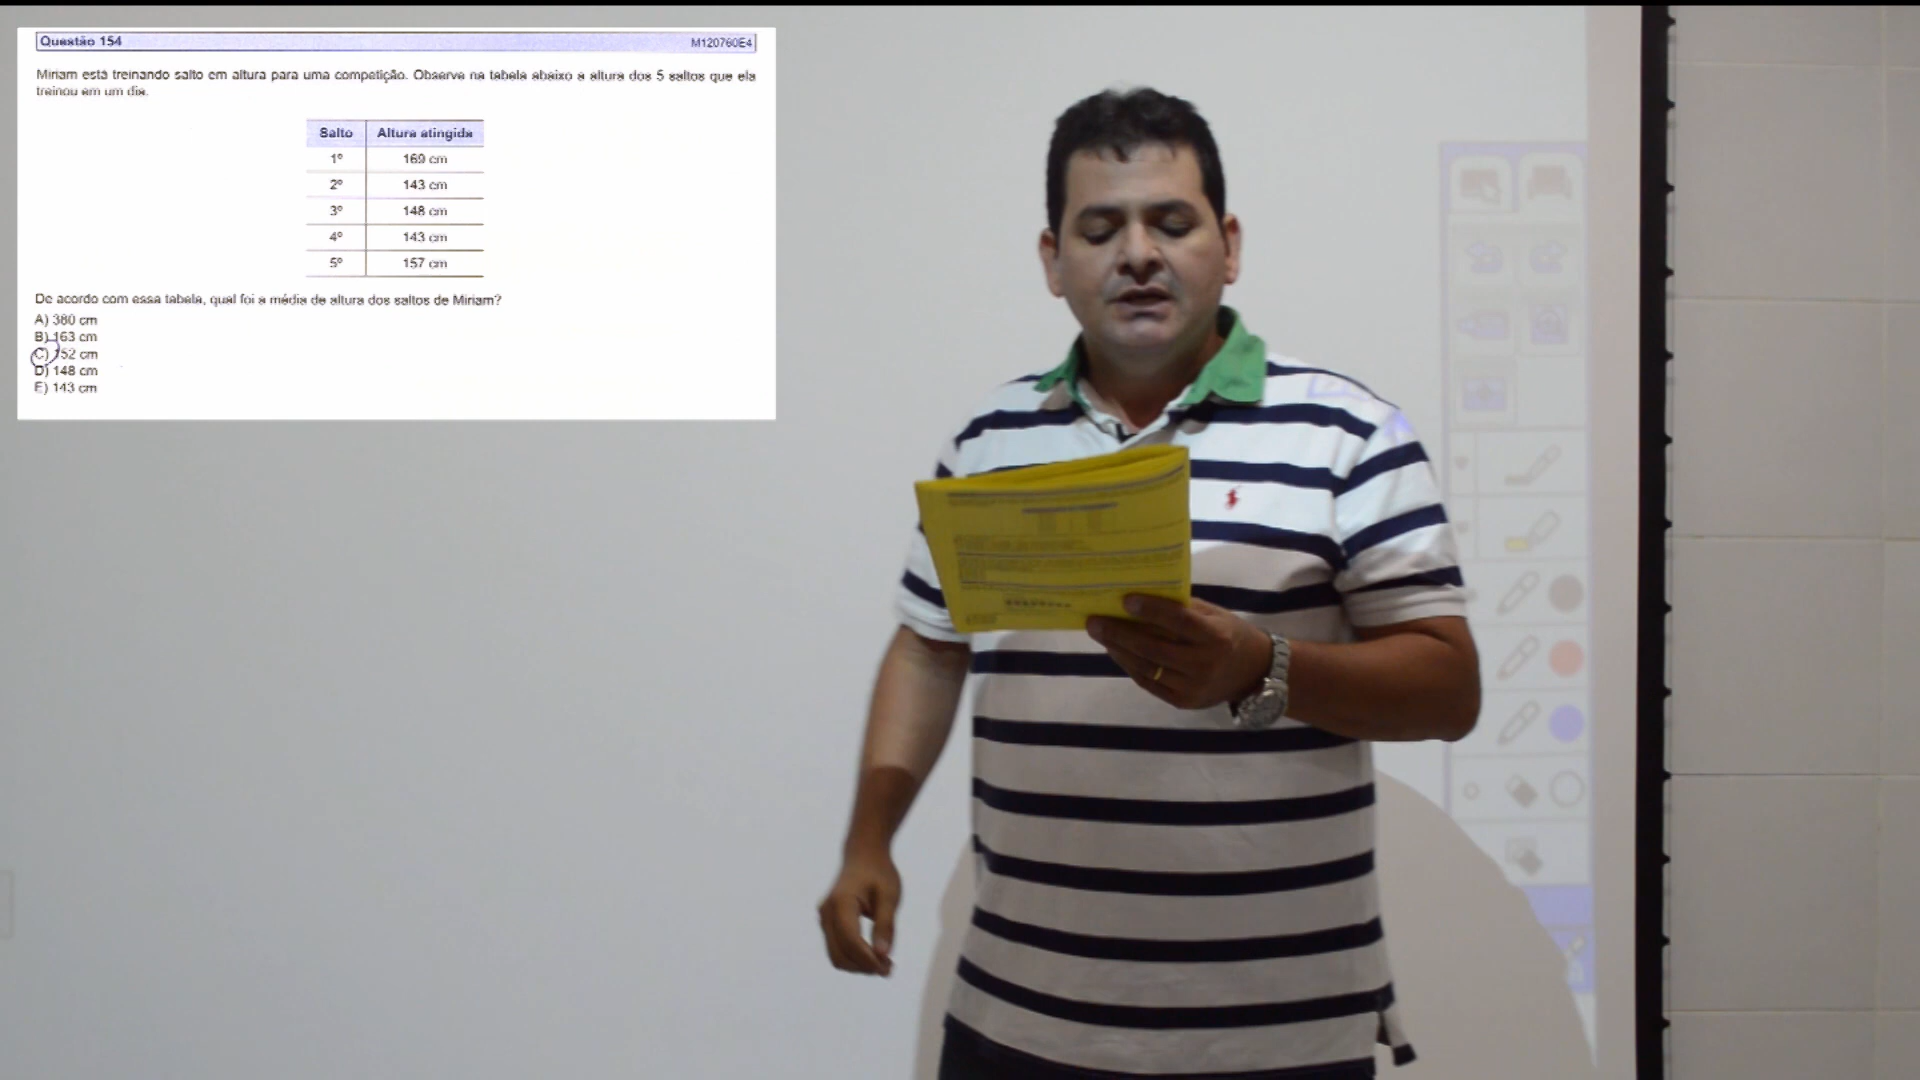 Questão 154
M120760E4
Miriam está treinando salto em altura para uma competição. Observe na tabela abaixo a altura dos 5 saltos que ela
treinou em um dia.
Salto Altura atingida
1º 169 cm
2º 143 cm
3º 148 cm
4º 143 cm
5º 157 cm
De acordo com essa tabela, qual foi a média de altura dos saltos de Miriam?
A) 380 cm
B) 163 cm
C) 152 cm
D) 148 cm
E) 143 cm